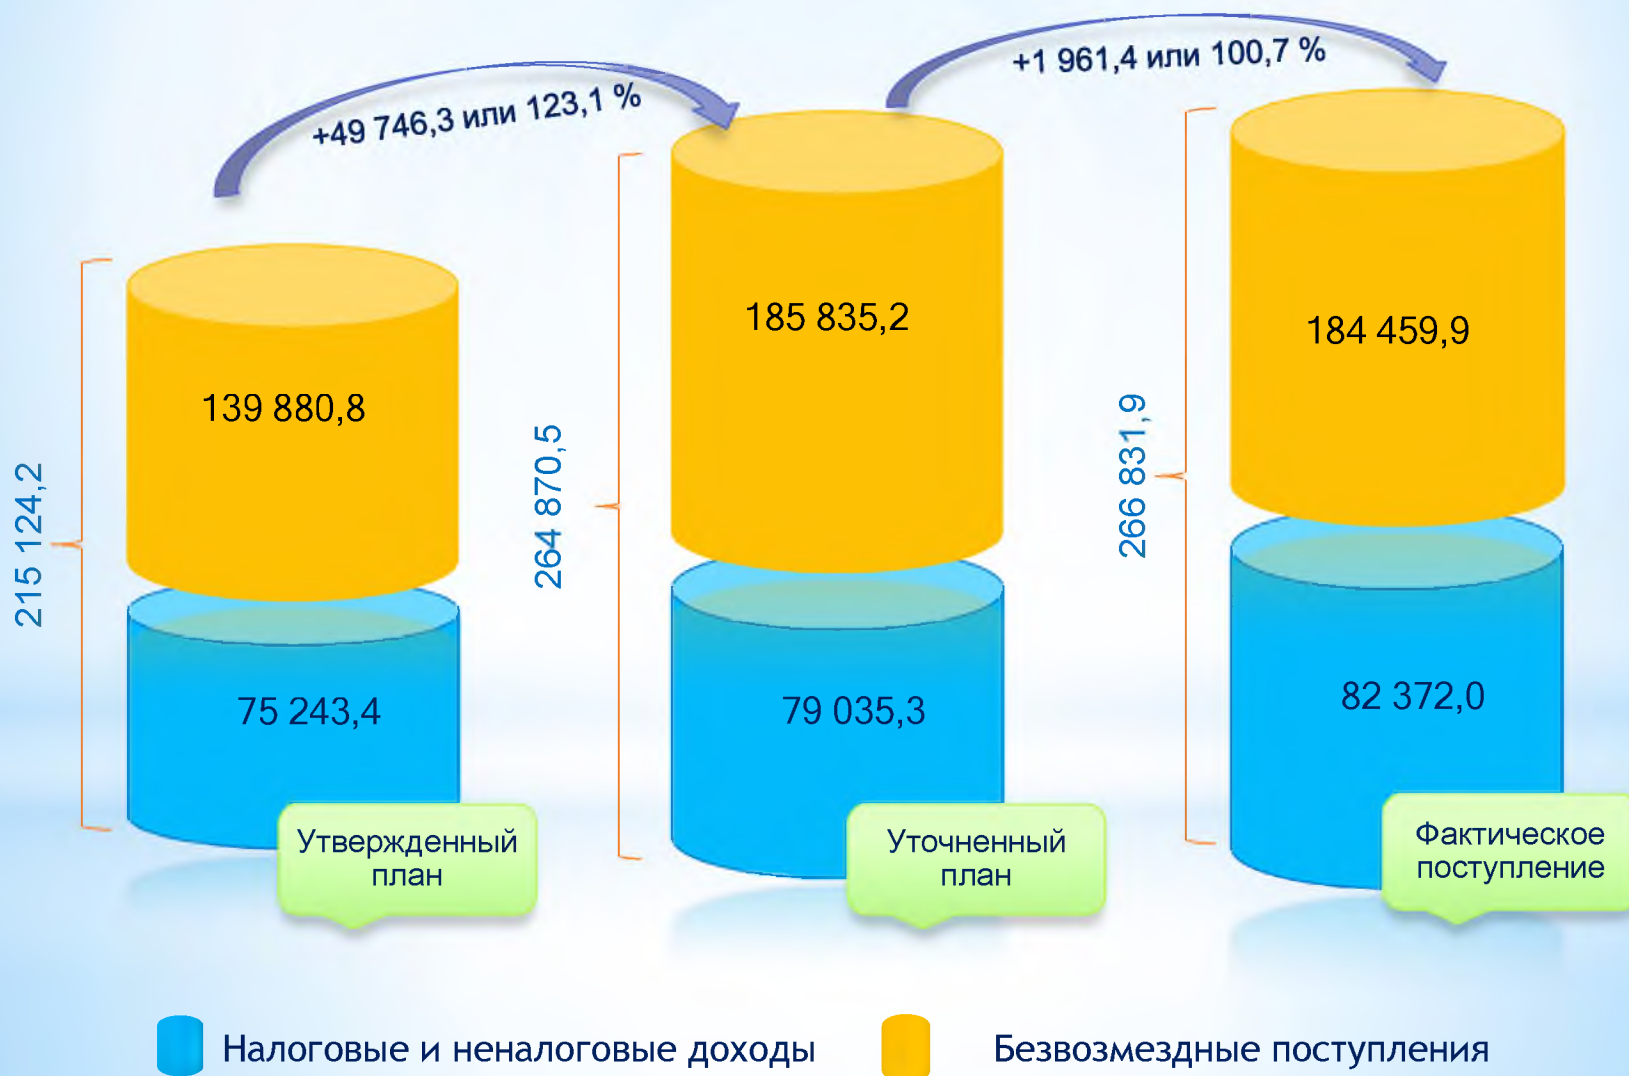 +49 746,3 или 123,1 %
+1 961,4 или 100,7 %
215 124,2
139 880,8
75 243,4
Утвержденный
план
264 870,5
185 835,2
79 035,3
Уточненный
план
266 831,9
184 459,9
82 372,0
Фактическое
поступление
Налоговые и неналоговые доходы
Безвозмездные поступления